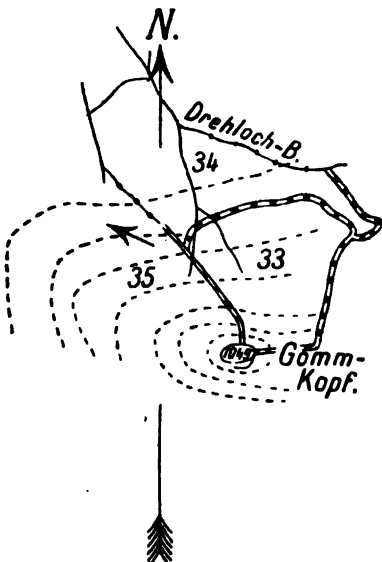 N.
Drehloch-B.
34
35
33
1049
Gomm-
Kopf.